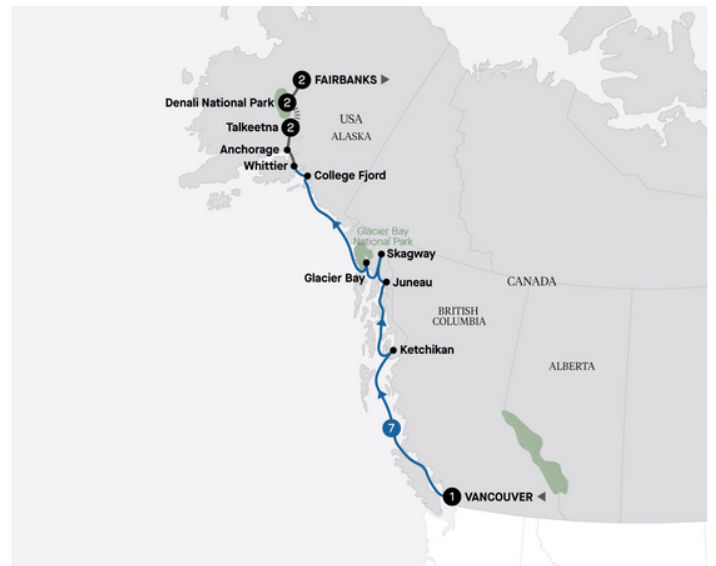 2 FAIRBANKS
Denali National Park 2
USA
Talkeetna 2
ALASKA
Anchorage
Whittier
College Fjord
Glacier Bay
National Park
Skagway
Glacier Bay
Juneau
CANADA
BRITISH
COLUMBIA
Ketchikan
ALBERTA
7
1 VANCOUVER